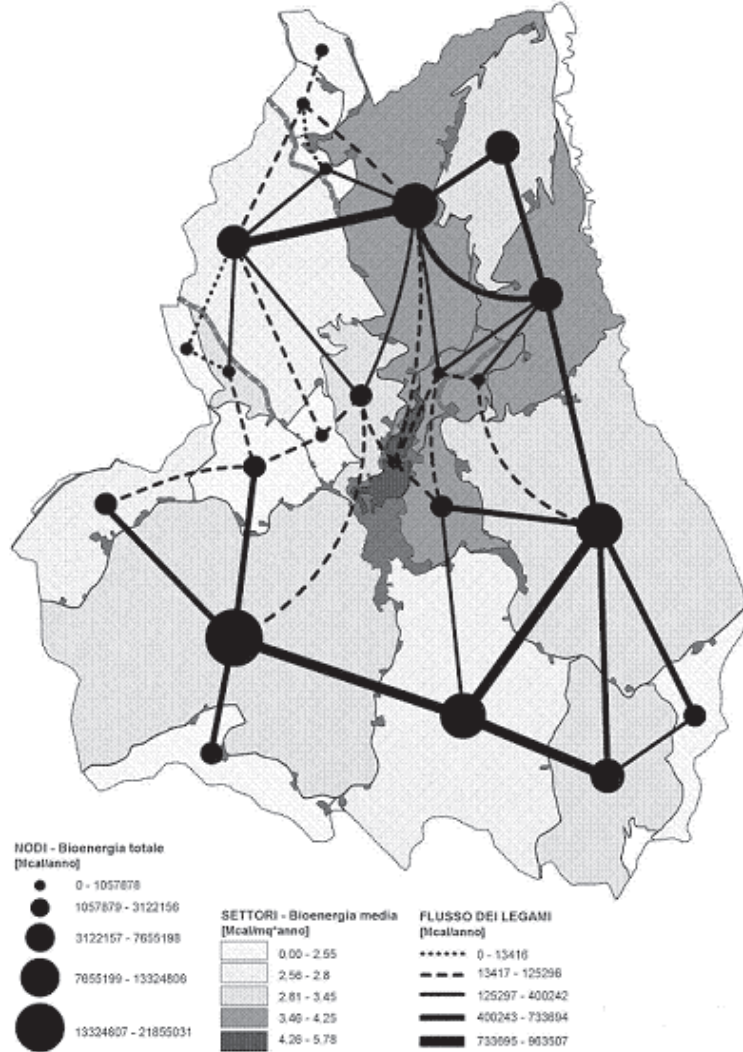 NODI - Bioenergia totale
[Mcal/anno]
0 - 1057878
1057879 - 3122156
3122157 - 7655198
7655199 - 13324806
13324807 - 21855031
SETTORI - Bioenergia media
[Mcal/mq*anno]
0,00 - 2.55
2.56 - 2.8
2.81 - 3.45
3.46 - 4.25
4.26 - 5.78
FLUSSO DEI LEGAMI
[Mcal/anno]
0 - 13416
13417 - 125296
125297 - 400242
400243 - 733694
733695 - 963507